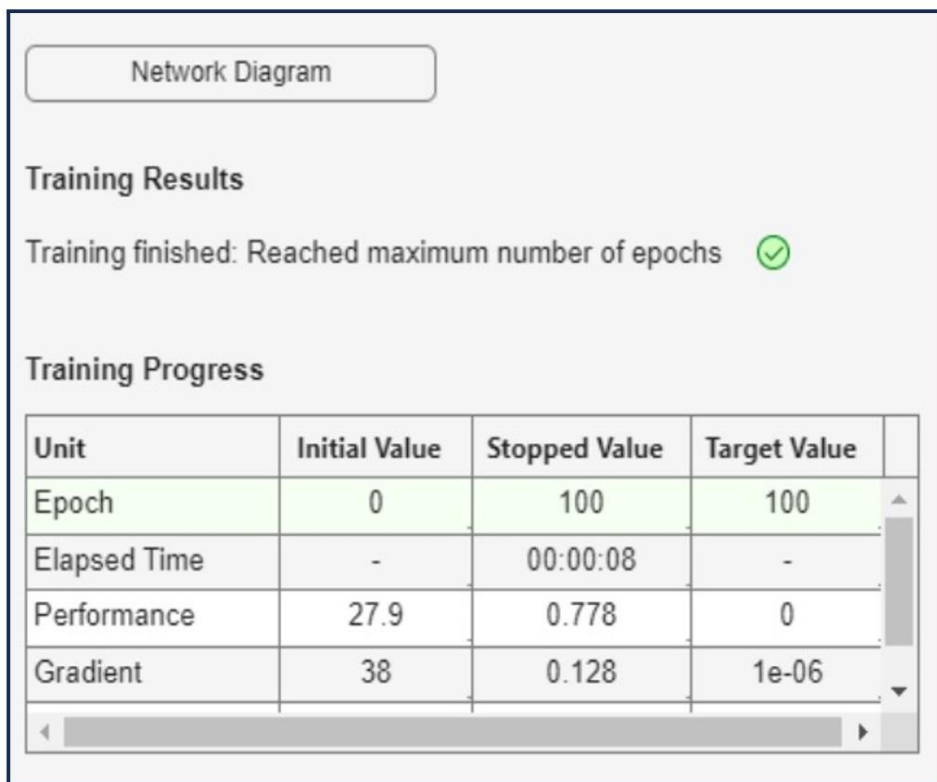 Network Diagram
Training Results
Training finished: Reached maximum number of epochs
Training Progress
Unit Initial Value Stopped Value Target Value
Epoch 0 100 100
Elapsed Time - 00:00:08 -
Performance 27.9 0.778 0
Gradient 38 0.128 1e-06